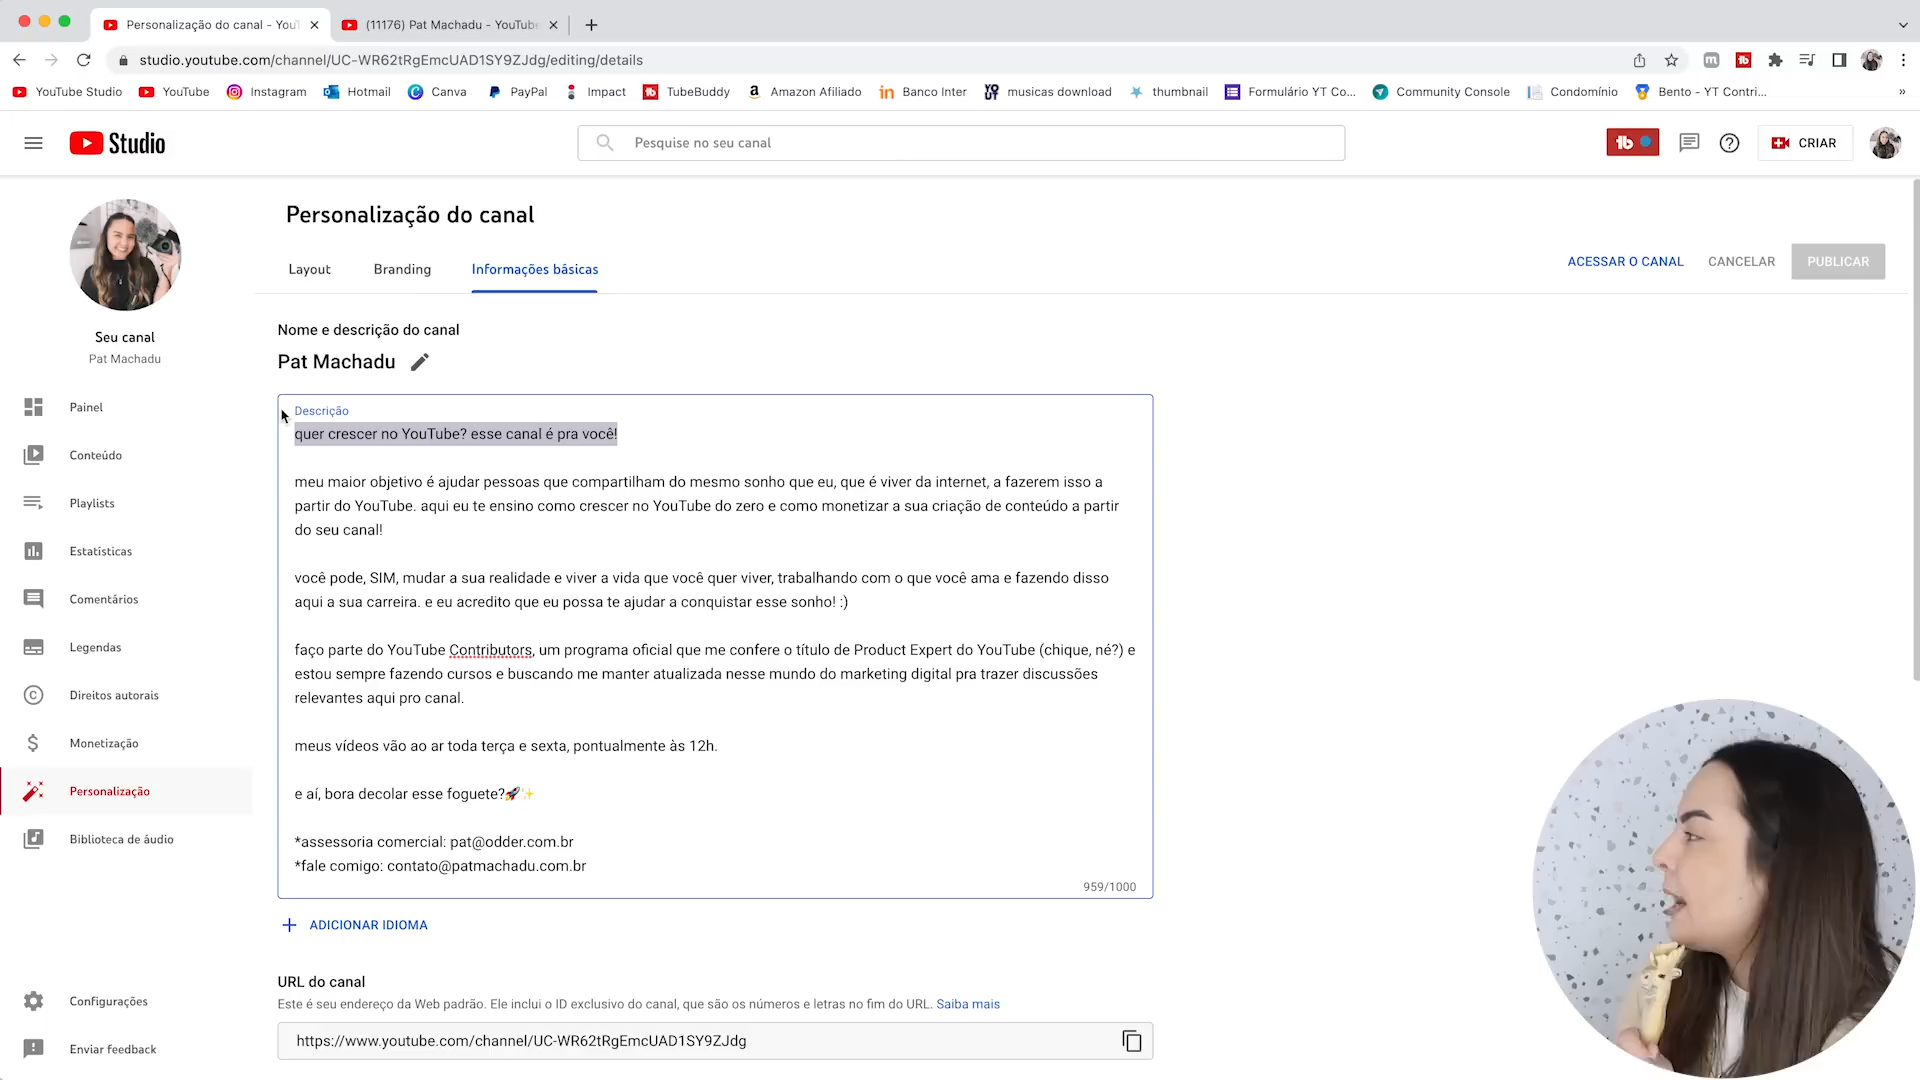 Personalização do canal - You
(11176) Pat Machadu - YouTube
studio.youtube.com/channel/UC-WR62tRgEmcUAD1SY9ZJdg/editing/details
YouTube Studio
YouTube
Instagram
Hotmail
Canva
PayPal
Impact
TubeBuddy
Amazon Afiliado
Banco Inter
musicas download
thumbnail
Formulário YT Co...
Community Console
Condomínio
Bento - YT Contri...
Studio
Pesquise no seu canal
CRIAR
Personalização do canal
Layout
Branding
Informações básicas
ACESSAR O CANAL
CANCELAR
PUBLICAR
Seu canal
Pat Machadu
Painel
Conteúdo
Playlists
Estatísticas
Comentários
Legendas
Direitos autorais
Monetização
Personalização
Biblioteca de áudio
Configurações
Enviar feedback
Nome e descrição do canal
Pat Machadu
Descrição
quer crescer no YouTube? esse canal é pra você!
meu maior objetivo é ajudar pessoas que compartilham do mesmo sonho que eu, que é viver da internet, a fazerem isso a
partir do YouTube. aqui eu te ensino como crescer no YouTube do zero e como monetizar a sua criação de conteúdo a partir
do seu canal!
você pode, SIM, mudar a sua realidade e viver a vida que você quer viver, trabalhando com o que você ama e fazendo disso
aqui a sua carreira. e eu acredito que eu possa te ajudar a conquistar esse sonho! :)
faço parte do YouTube Contributors, um programa oficial que me confere o título de Product Expert do YouTube (chique, né?) e
estou sempre fazendo cursos e buscando me manter atualizada nesse mundo do marketing digital pra trazer discussões
relevantes aqui pro canal.
meus vídeos vão ao ar toda terça e sexta, pontualmente às 12h.
e aí, bora decolar esse foguete?🚀✨
*assessoria comercial: pat@odder.com.br
*fale comigo: contato@patmachadu.com.br
959/1000
ADICIONAR IDIOMA
URL do canal
Este é seu endereço da Web padrão. Ele inclui o ID exclusivo do canal, que são os números e letras no fim do URL. Saiba mais
https://www.youtube.com/channel/UC-WR62tRgEmcUAD1SY9ZJdg